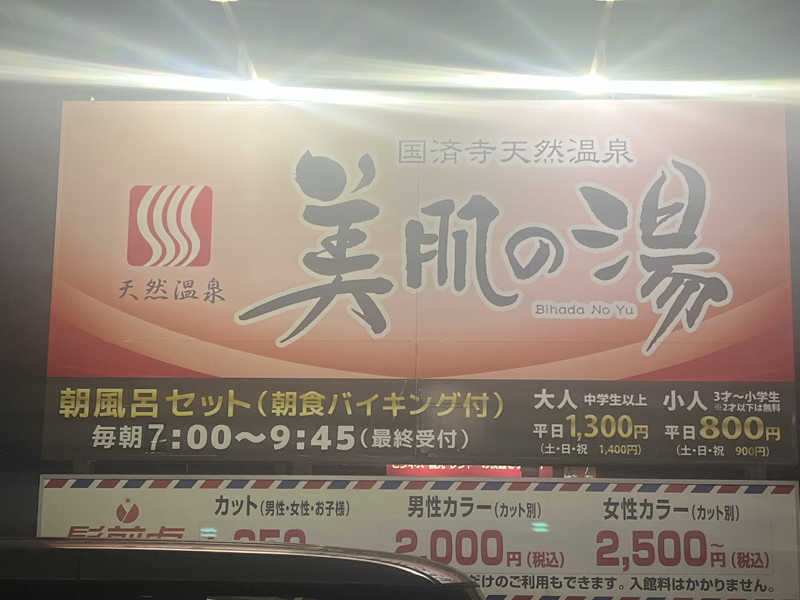 国済寺天然温泉
美肌の湯
Bihada No Yu
天然温泉
朝風呂セット(朝食バイキング付)
毎朝7:00～9:45(最終受付)
大人 中学生以上
平日1,300円
(土・日・祝 1,400円)
小人 3才～小学生
※2才以下は無料
平日800円
(土・日・祝 900円)
カット(男性・女性・お子様)
男性カラー(カット別)
2,000円(税込)
女性カラー(カット別)
2,500～円(税込)
だけのご利用もできます。入館料はかかりません。